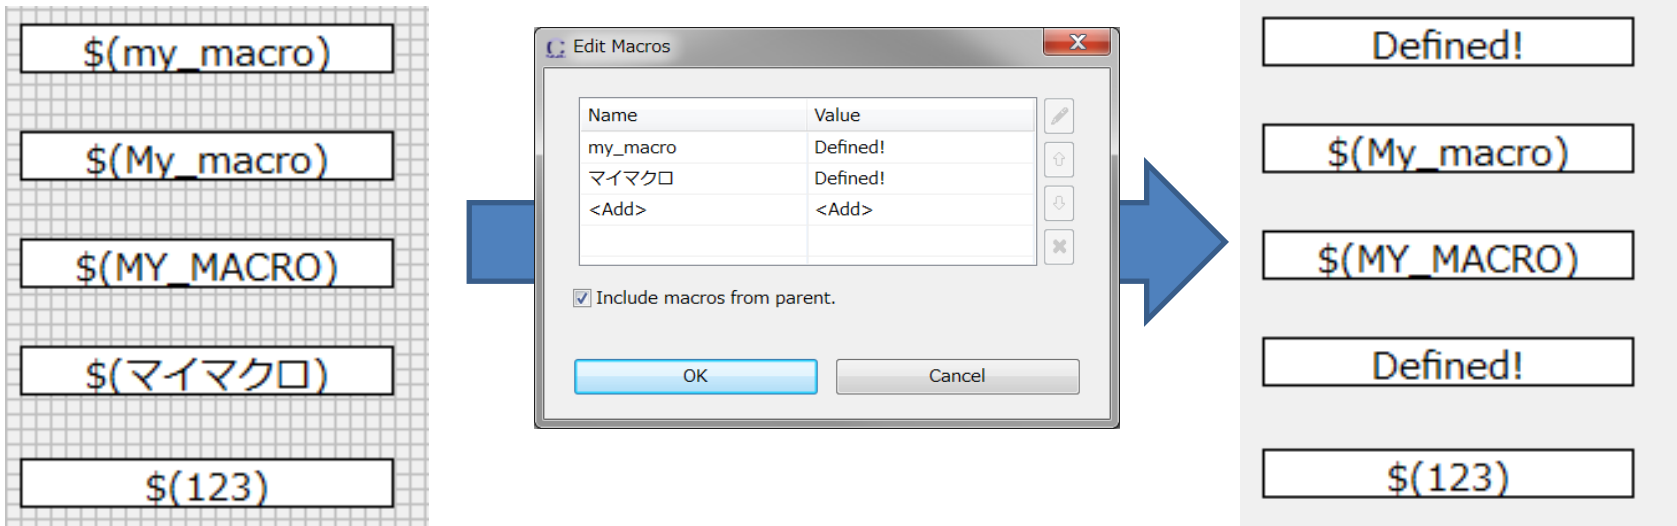 $(my_macro)
$(My_macro)
$(MY_MACRO)
$(マイマクロ)
$(123)
Edit Macros
Name Value
my_macro Defined!
マイマクロ Defined!
<Add> <Add>
Include macros from parent.
OK Cancel
Defined!
$(My_macro)
$(MY_MACRO)
Defined!
$(123)